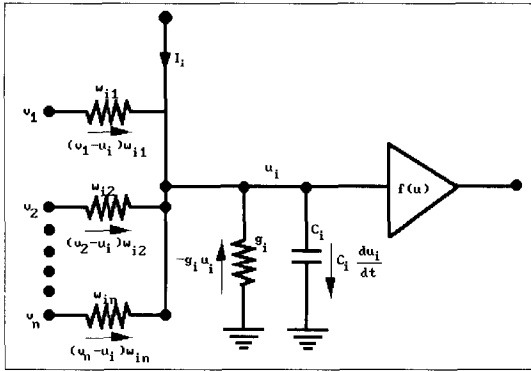 I_i
w_i1
v_1
(v_1-u_i)w_i1
w_i2
v_2
(v_2-u_i)w_i2
w_in
v_n
(v_n-u_i)w_in
u_i
f(u)
-g_i u_i
g_i
C_i
C_i du_i/dt